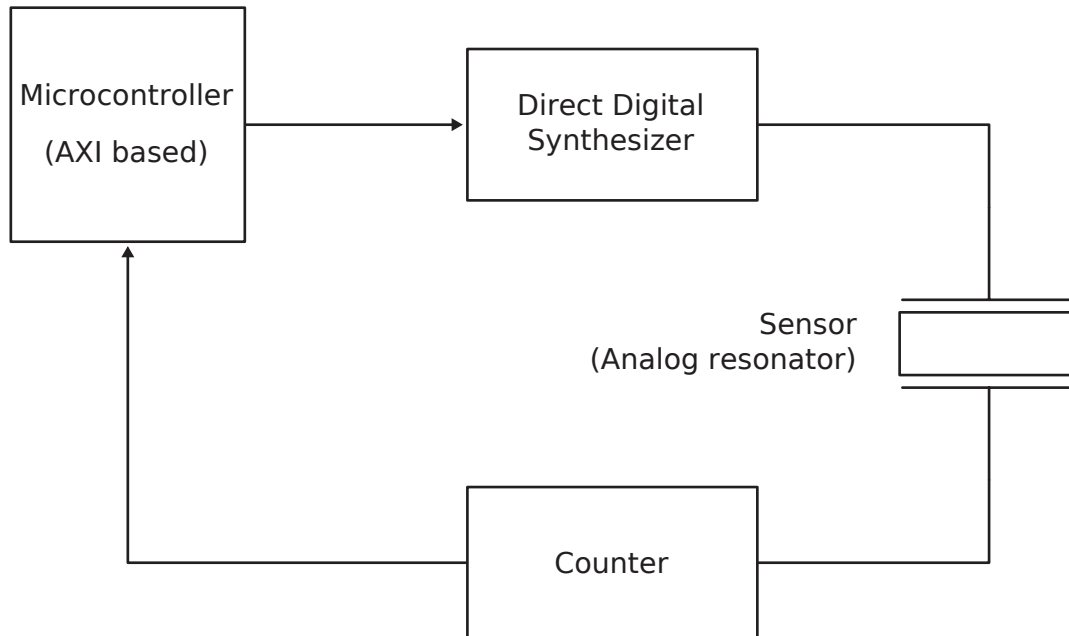 Microcontroller
(AXI based)
Direct Digital
Synthesizer
Sensor
(Analog resonator)
Counter